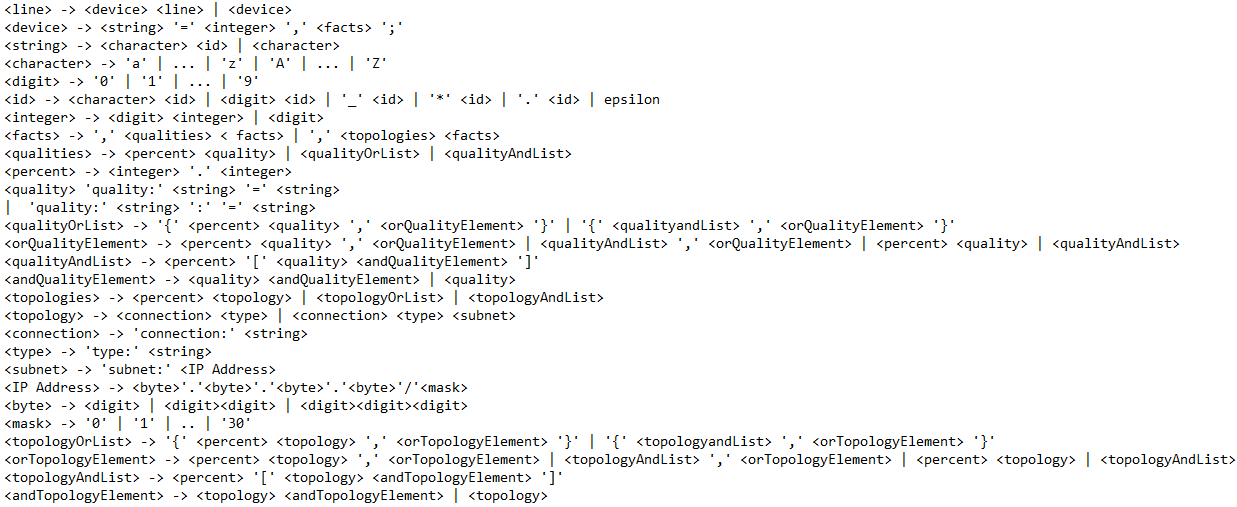 <line> -> <device> <line> | <device>
<device> -> <string> '=' <integer> ',' <facts> ';'
<string> -> <character> <id> | <character>
<character> -> 'a' | ... | 'z' | 'A' | ... | 'Z'
<digit> -> '0' | '1' | ... | '9'
<id> -> <character> <id> | <digit> <id> | '_' <id> | '*' <id> | '.' <id> | epsilon
<integer> -> <digit> <integer> | <digit>
<facts> -> ',' <qualities> < facts> | ',' <topologies> <facts>
<qualities> -> <percent> <quality> | <qualityOrList> | <qualityAndList>
<percent> -> <integer> '.' <integer>
<quality> 'quality:' <string> '=' <string>
|  'quality:' <string> ':' '=' <string>
<qualityOrList> -> '{' <percent> <quality> ',' <orQualityElement> '}' | '{' <qualityandList> ',' <orQualityElement> '}'
<orQualityElement> -> <percent> <quality> ',' <orQualityElement> | <qualityAndList> ',' <orQualityElement> | <percent> <quality> | <qualityAndList>
<qualityAndList> -> <percent> '[' <quality> <andQualityElement> ']'
<andQualityElement> -> <quality> <andQualityElement> | <quality>
<topologies> -> <percent> <topology> | <topologyOrList> | <topologyAndList>
<topology> -> <connection> <type> | <connection> <type> <subnet>
<connection> -> 'connection:' <string>
<type> -> 'type:' <string>
<subnet> -> 'subnet:' <IP Address>
<IP Address> -> <byte>'.'<byte>'.'<byte>'.'<byte>'/'<mask>
<byte> -> <digit> | <digit><digit> | <digit><digit><digit>
<mask> -> '0' | '1' | .. | '30'
<topologyOrList> -> '{' <percent> <topology> ',' <orTopologyElement> '}' | '{' <topologyandList> ',' <orTopologyElement> '}'
<orTopologyElement> -> <percent> <topology> ',' <orTopologyElement> | <topologyAndList> ',' <orTopologyElement> | <percent> <topology> | <topologyAndList>
<topologyAndList> -> <percent> '[' <topology> <andTopologyElement> ']'
<andTopologyElement> -> <topology> <andTopologyElement> | <topology>